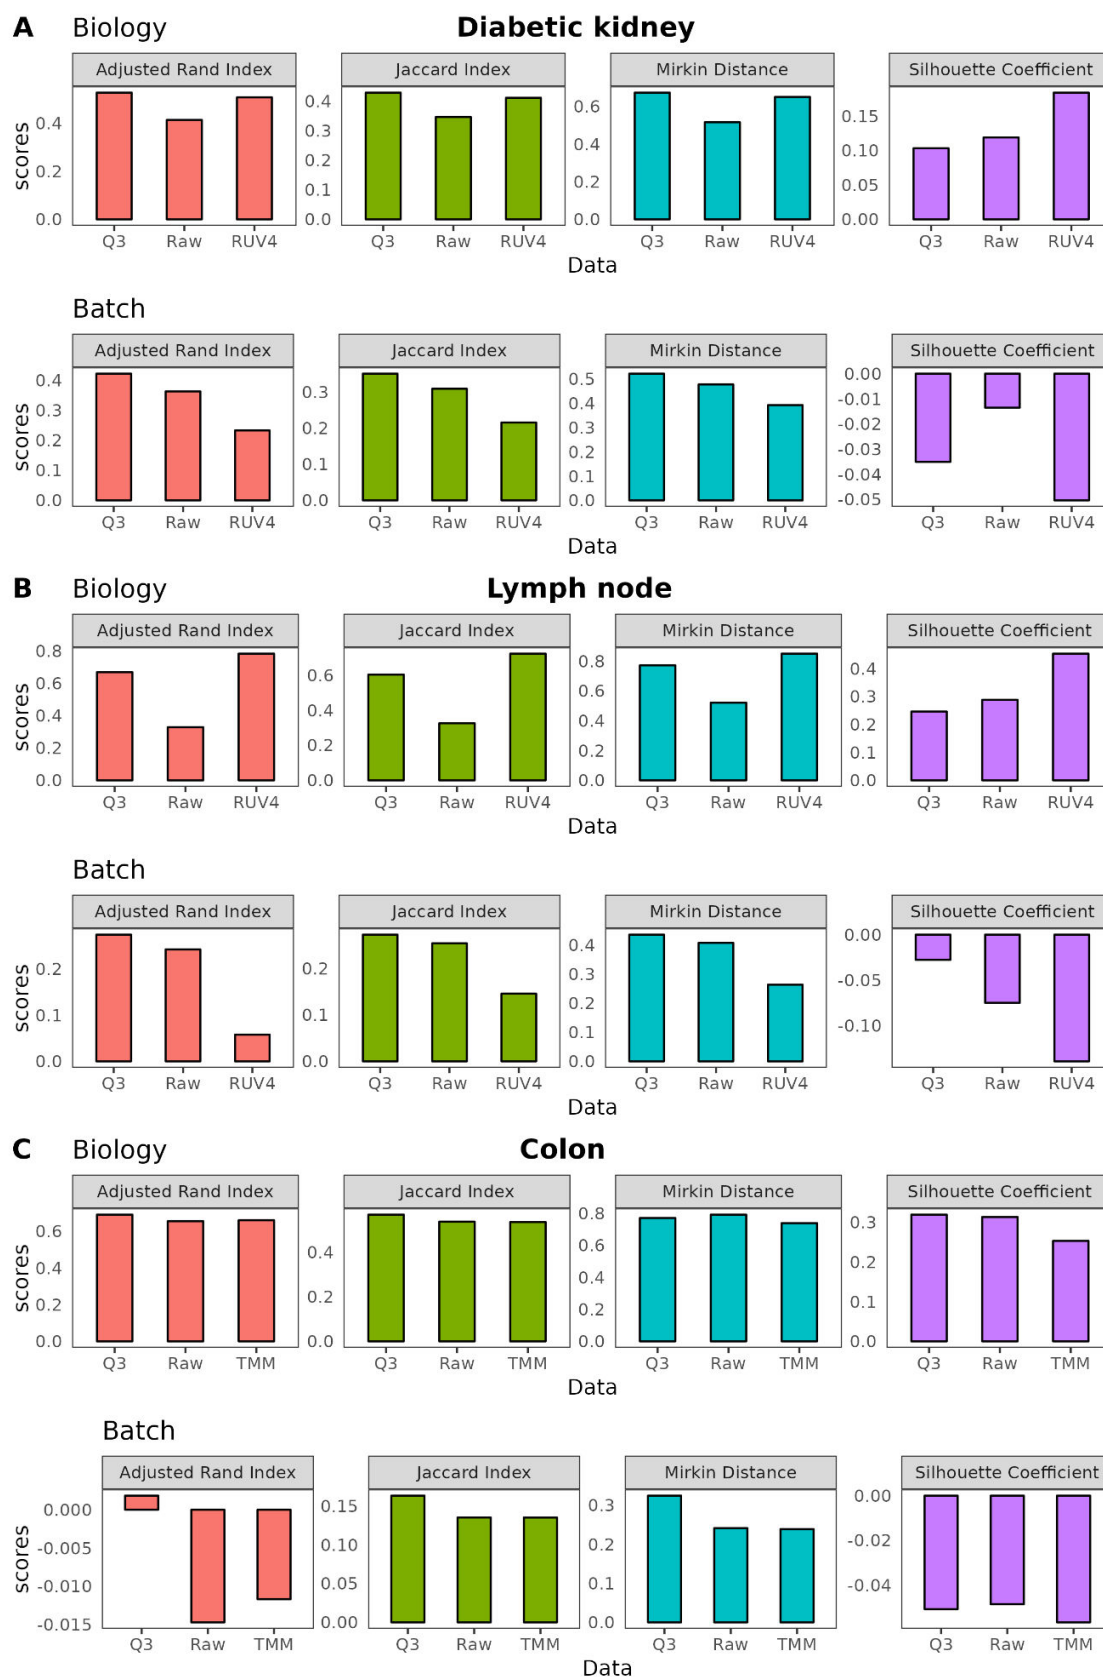 A Biology Diabetic kidney
Adjusted Rand Index Jaccard Index Mirkin Distance Silhouette Coefficient
scores
0.4 0.2 0.0
0.4 0.3 0.2 0.1 0.0
0.6 0.4 0.2 0.0
0.15 0.10 0.05 0.00
Q3 Raw RUV4 Q3 Raw RUV4 Q3 Raw RUV4 Q3 Raw RUV4
Data
Batch
Adjusted Rand Index Jaccard Index Mirkin Distance Silhouette Coefficient
scores
0.4 0.3 0.2 0.1 0.0
0.3 0.2 0.1 0.0
0.5 0.4 0.3 0.2 0.1 0.0
0.00 -0.01 -0.02 -0.03 -0.04 -0.05
Q3 Raw RUV4 Q3 Raw RUV4 Q3 Raw RUV4 Q3 Raw RUV4
Data
B Biology Lymph node
Adjusted Rand Index Jaccard Index Mirkin Distance Silhouette Coefficient
scores
0.8 0.6 0.4 0.2 0.0
0.6 0.4 0.2 0.0
0.8 0.6 0.4 0.2 0.0
0.4 0.3 0.2 0.1 0.0
Q3 Raw RUV4 Q3 Raw RUV4 Q3 Raw RUV4 Q3 Raw RUV4
Data
Batch
Adjusted Rand Index Jaccard Index Mirkin Distance Silhouette Coefficient
scores
0.2 0.1 0.0
0.2 0.1 0.0
0.4 0.3 0.2 0.1 0.0
0.00 -0.05 -0.10
Q3 Raw RUV4 Q3 Raw RUV4 Q3 Raw RUV4 Q3 Raw RUV4
Data
C Biology Colon
Adjusted Rand Index Jaccard Index Mirkin Distance Silhouette Coefficient
scores
0.6 0.4 0.2 0.0
0.4 0.2 0.0
0.8 0.6 0.4 0.2 0.0
0.3 0.2 0.1 0.0
Q3 Raw TMM Q3 Raw TMM Q3 Raw TMM Q3 Raw TMM
Data
Batch
Adjusted Rand Index Jaccard Index Mirkin Distance Silhouette Coefficient
scores
0.000 -0.005 -0.010 -0.015
0.15 0.10 0.05 0.00
0.3 0.2 0.1 0.0
0.00 -0.02 -0.04
Q3 Raw TMM Q3 Raw TMM Q3 Raw TMM Q3 Raw TMM
Data